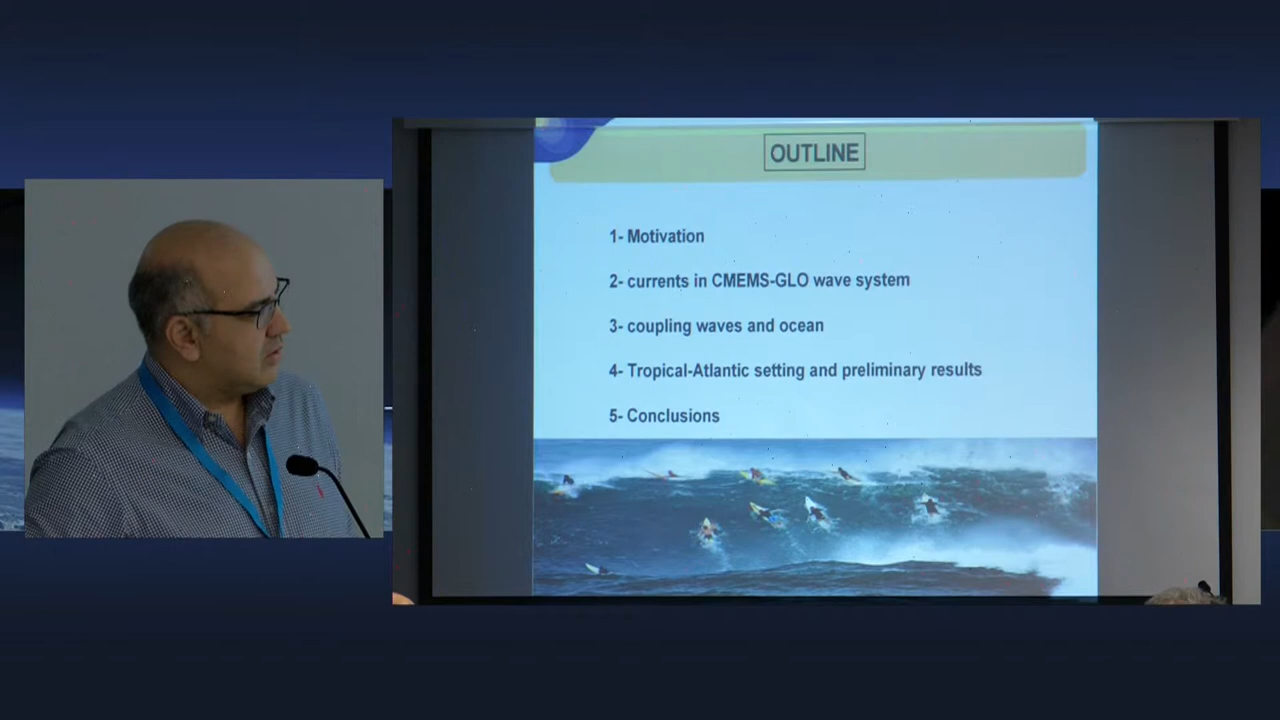 OUTLINE
1- Motivation
2- currents in CMEMS-GLO wave system
3- coupling waves and ocean
4- Tropical-Atlantic setting and preliminary results
5- Conclusions